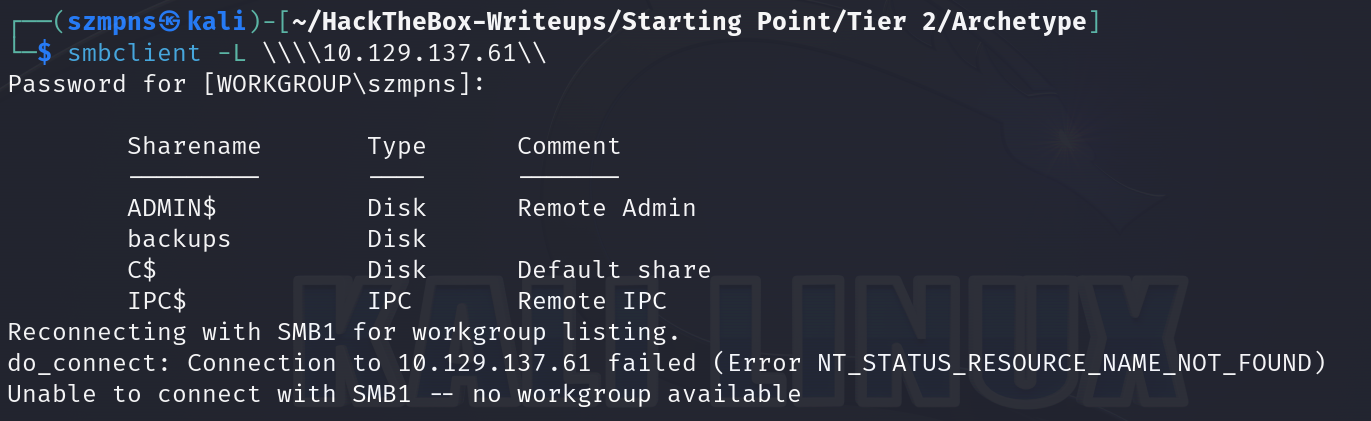 ┌──(szmpns㉿kali)-[~/HackTheBox-Writeups/Starting Point/Tier 2/Archetype]
└─$ smbclient -L \\\\10.129.137.61\\
Password for [WORKGROUP\szmpns]:
Sharename Type Comment
--------- ---- -------
ADMIN$ Disk Remote Admin
backups Disk
C$ Disk Default share
IPC$ IPC Remote IPC
Reconnecting with SMB1 for workgroup listing.
do_connect: Connection to 10.129.137.61 failed (Error NT_STATUS_RESOURCE_NAME_NOT_FOUND)
Unable to connect with SMB1 -- no workgroup available
KALI LINUX